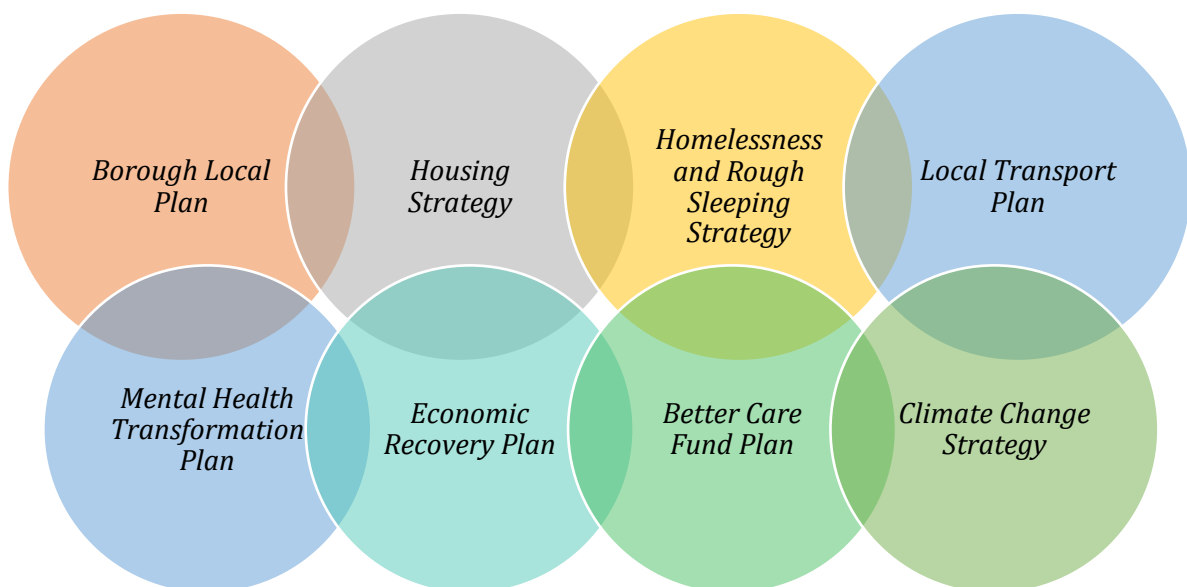 Borough Local
Plan
Housing
Strategy
Homelessness
and Rough
Sleeping
Strategy
Local Transport
Plan
Mental Health
Transformation
Plan
Economic
Recovery Plan
Better Care
Fund Plan
Climate Change
Strategy